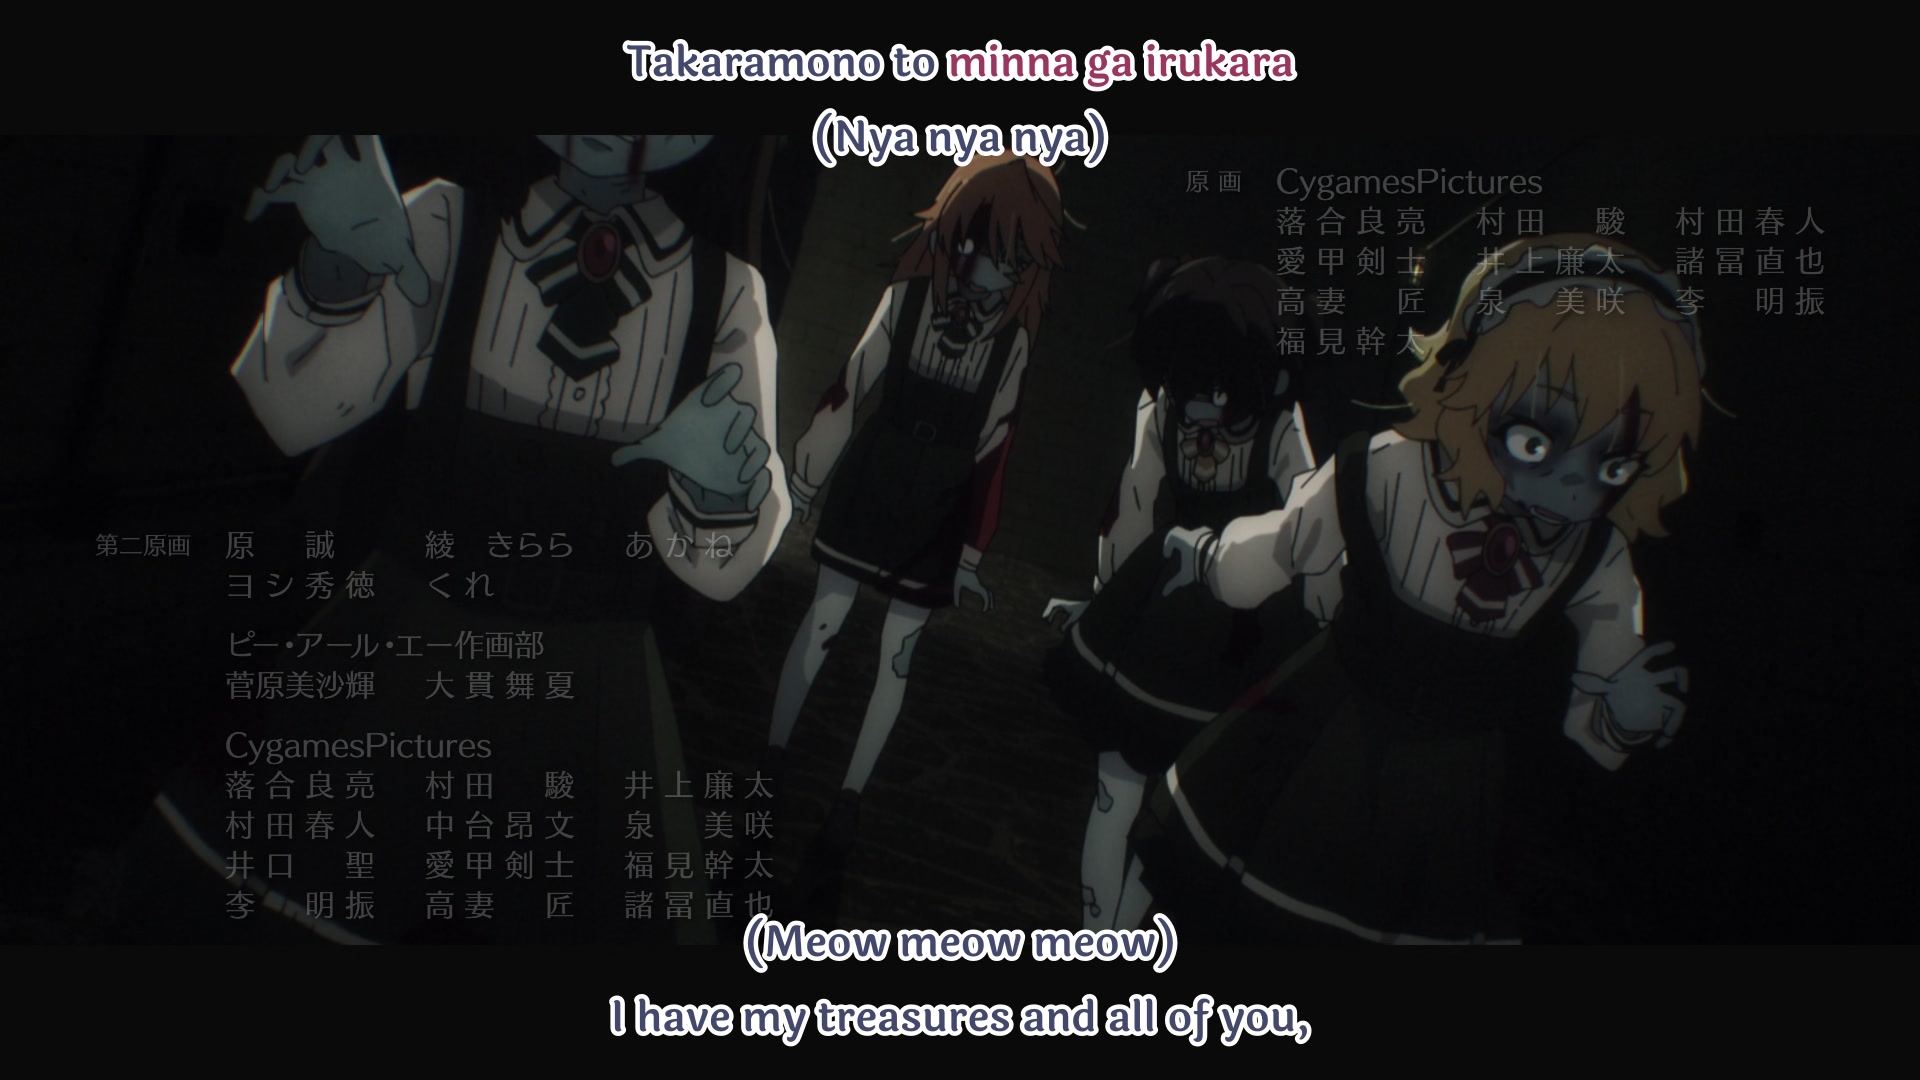 Takaramono to minna ga irukara
(Nya nya nya)
原画 CygamesPictures
落合良亮 村田 駿 村田春人
愛甲剣士 井上廉太 諸冨直也
高妻 匠 泉 美咲 李 明振
福見幹太
第二原画 原 誠 綾 さらら あかね
ヨシ秀徳 くれ
ピー・アール・エー作画部
菅原美沙輝 大貫舞夏
CygamesPictures
落合良亮 村田 駿 井上廉太
村田春人 中台昂文 泉 美咲
井口 聖 愛甲剣士 福見幹太
李 明振 高妻 匠 諸冨直也
(Meow meow meow)
I have my treasures and all of you,